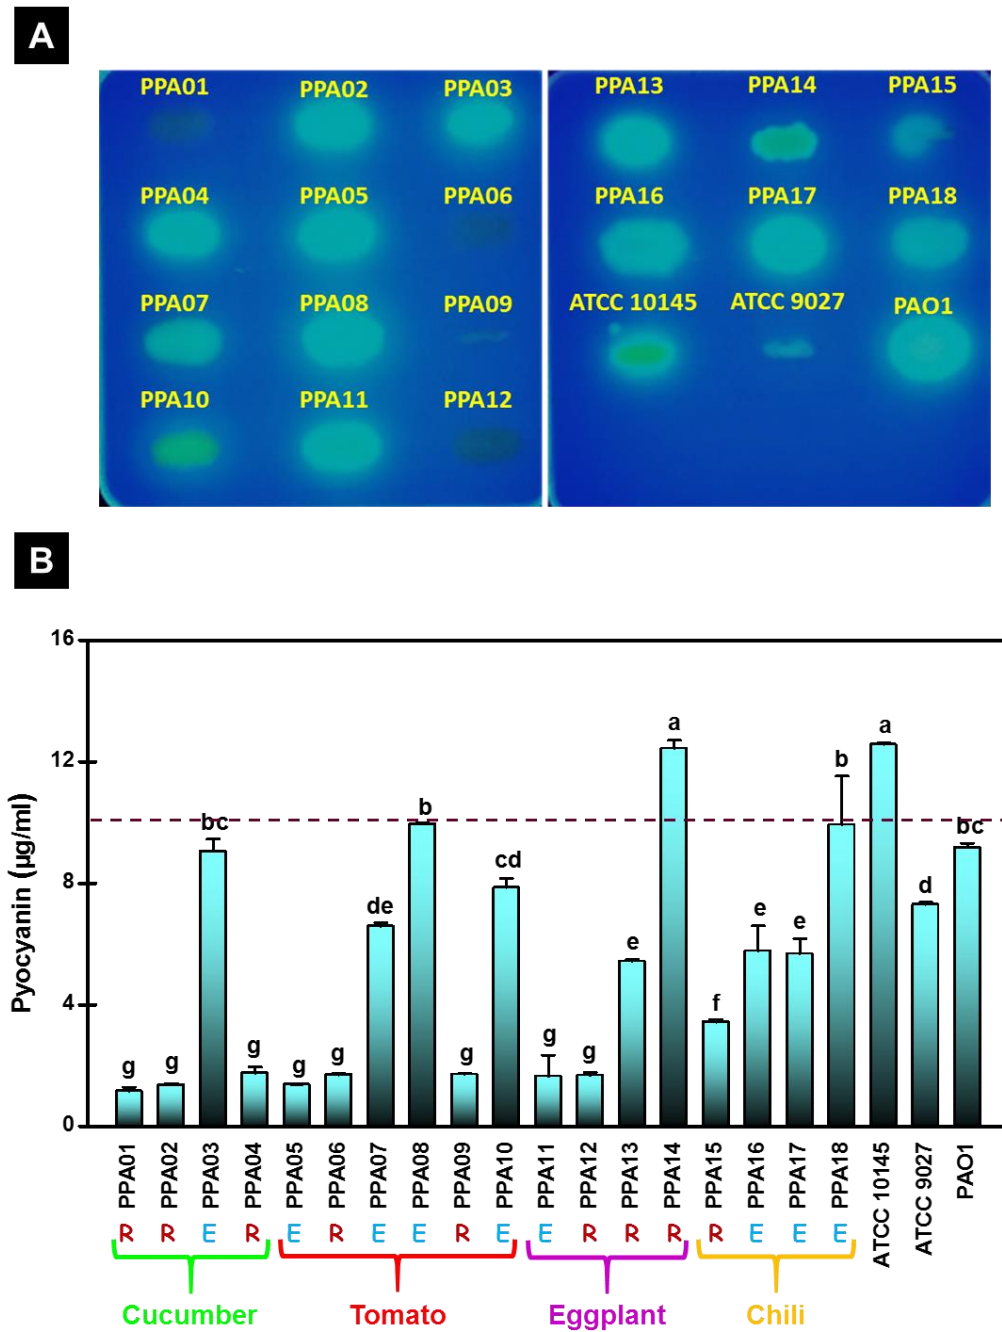 A
PPA01 PPA02 PPA03
PPA04 PPA05 PPA06
PPA07 PPA08 PPA09
PPA10 PPA11 PPA12
PPA13 PPA14 PPA15
PPA16 PPA17 PPA18
ATCC 10145 ATCC 9027 PAO1
B
Pyocyanin (µg/ml)
16
12
8
4
0
g g bc g g g de b g cd g g e a f e e b a d bc
PPA01 PPA02 PPA03 PPA04 PPA05 PPA06 PPA07 PPA08 PPA09 PPA10 PPA11 PPA12 PPA13 PPA14 PPA15 PPA16 PPA17 PPA18 ATCC 10145 ATCC 9027 PAO1
R R E R E R E E R E E R R R R E E E
Cucumber Tomato Eggplant Chili